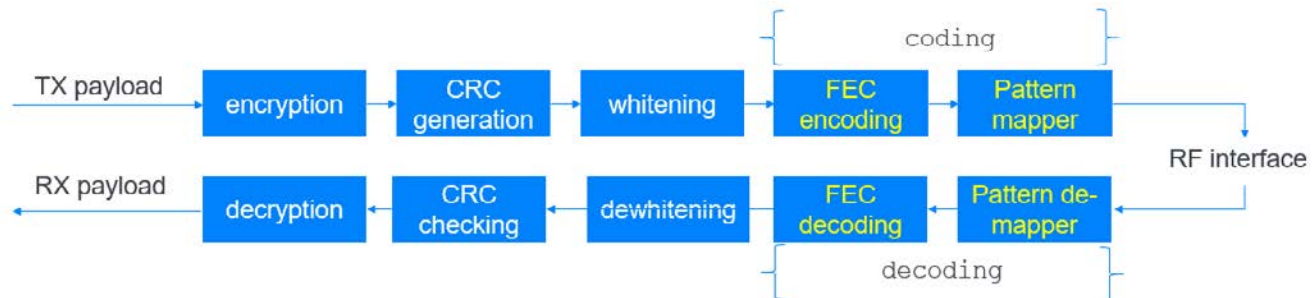 coding
TX payload
encryption
CRC
generation
whitening
FEC
encoding
Pattern
mapper
RF interface
RX payload
decryption
CRC
checking
dewhitening
FEC
decoding
Pattern de-
mapper
decoding